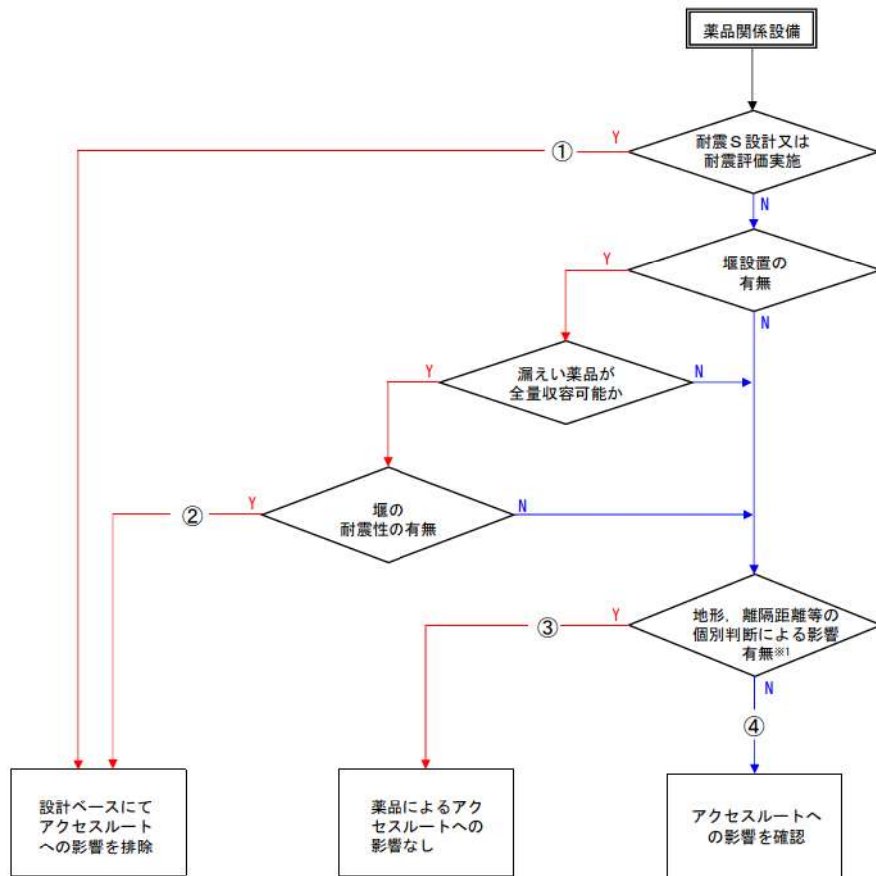 薬品関係設備
Y
①
耐震S設計又は
耐震評価実施
N
Y
堰設置の
有無
N
漏えい薬品が
全量収容可能か
N
Y
Y
②
堰の
耐震性の有無
N
Y
③
地形，離隔距離等の
個別判断による影響
有無※1
N
④
設計ベースにて
アクセスルート
への影響を排除
薬品によるアク
セスルートへの
影響なし
アクセスルートへ
の影響を確認